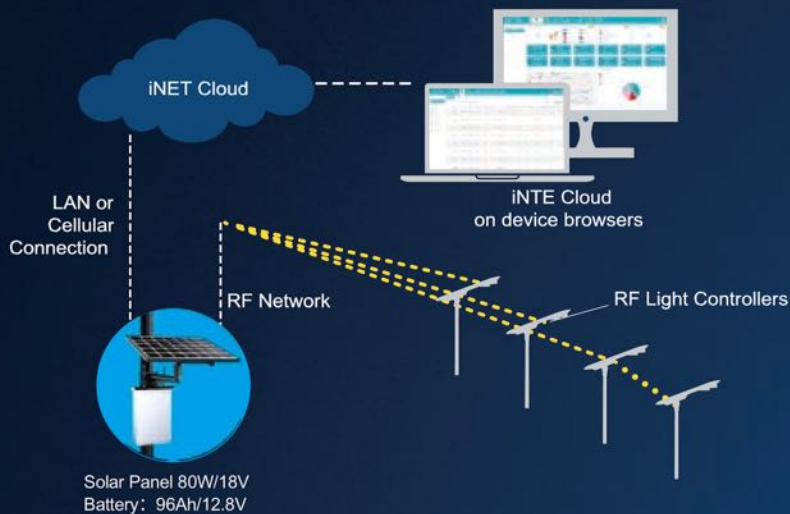 iNET Cloud
iNTE Cloud
on device browsers
LAN or
Cellular
Connection
RF Network
RF Light Controllers
Solar Panel 80W/18V
Battery：96Ah/12.8V